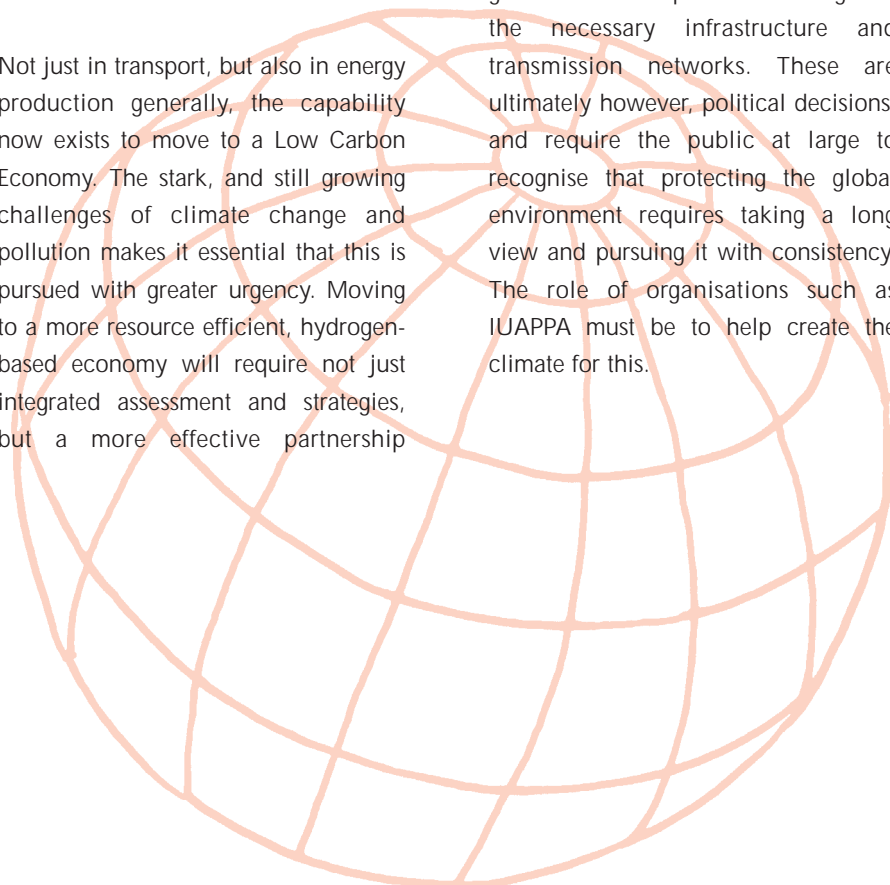 Not just in transport, but also in energy
production generally, the capability
now exists to move to a Low Carbon
Economy. The stark, and still growing
challenges of climate change and
pollution makes it essential that this is
pursued with greater urgency. Moving
to a more resource efficient, hydrogen-
based economy will require not just
integrated assessment and strategies,
but a more effective partnership
the necessary infrastructure and
transmission networks. These are
ultimately however, political decisions
and require the public at large to
recognise that protecting the global
environment requires taking a long
view and pursuing it with consistency.
The role of organisations such as
IUAPPA must be to help create the
climate for this.